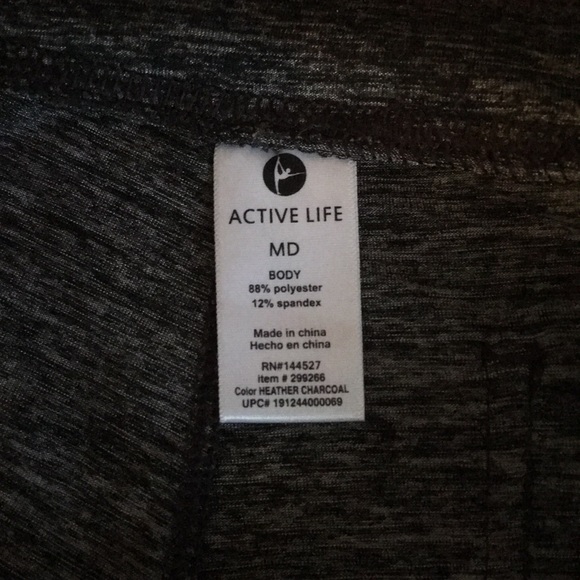 ACTIVE LIFE
MD
BODY
88% polyester
12% spandex
Made in china
Hecho en china
RN#144527
item # 299266
Color HEATHER CHARCOAL
UPC# 191244000069